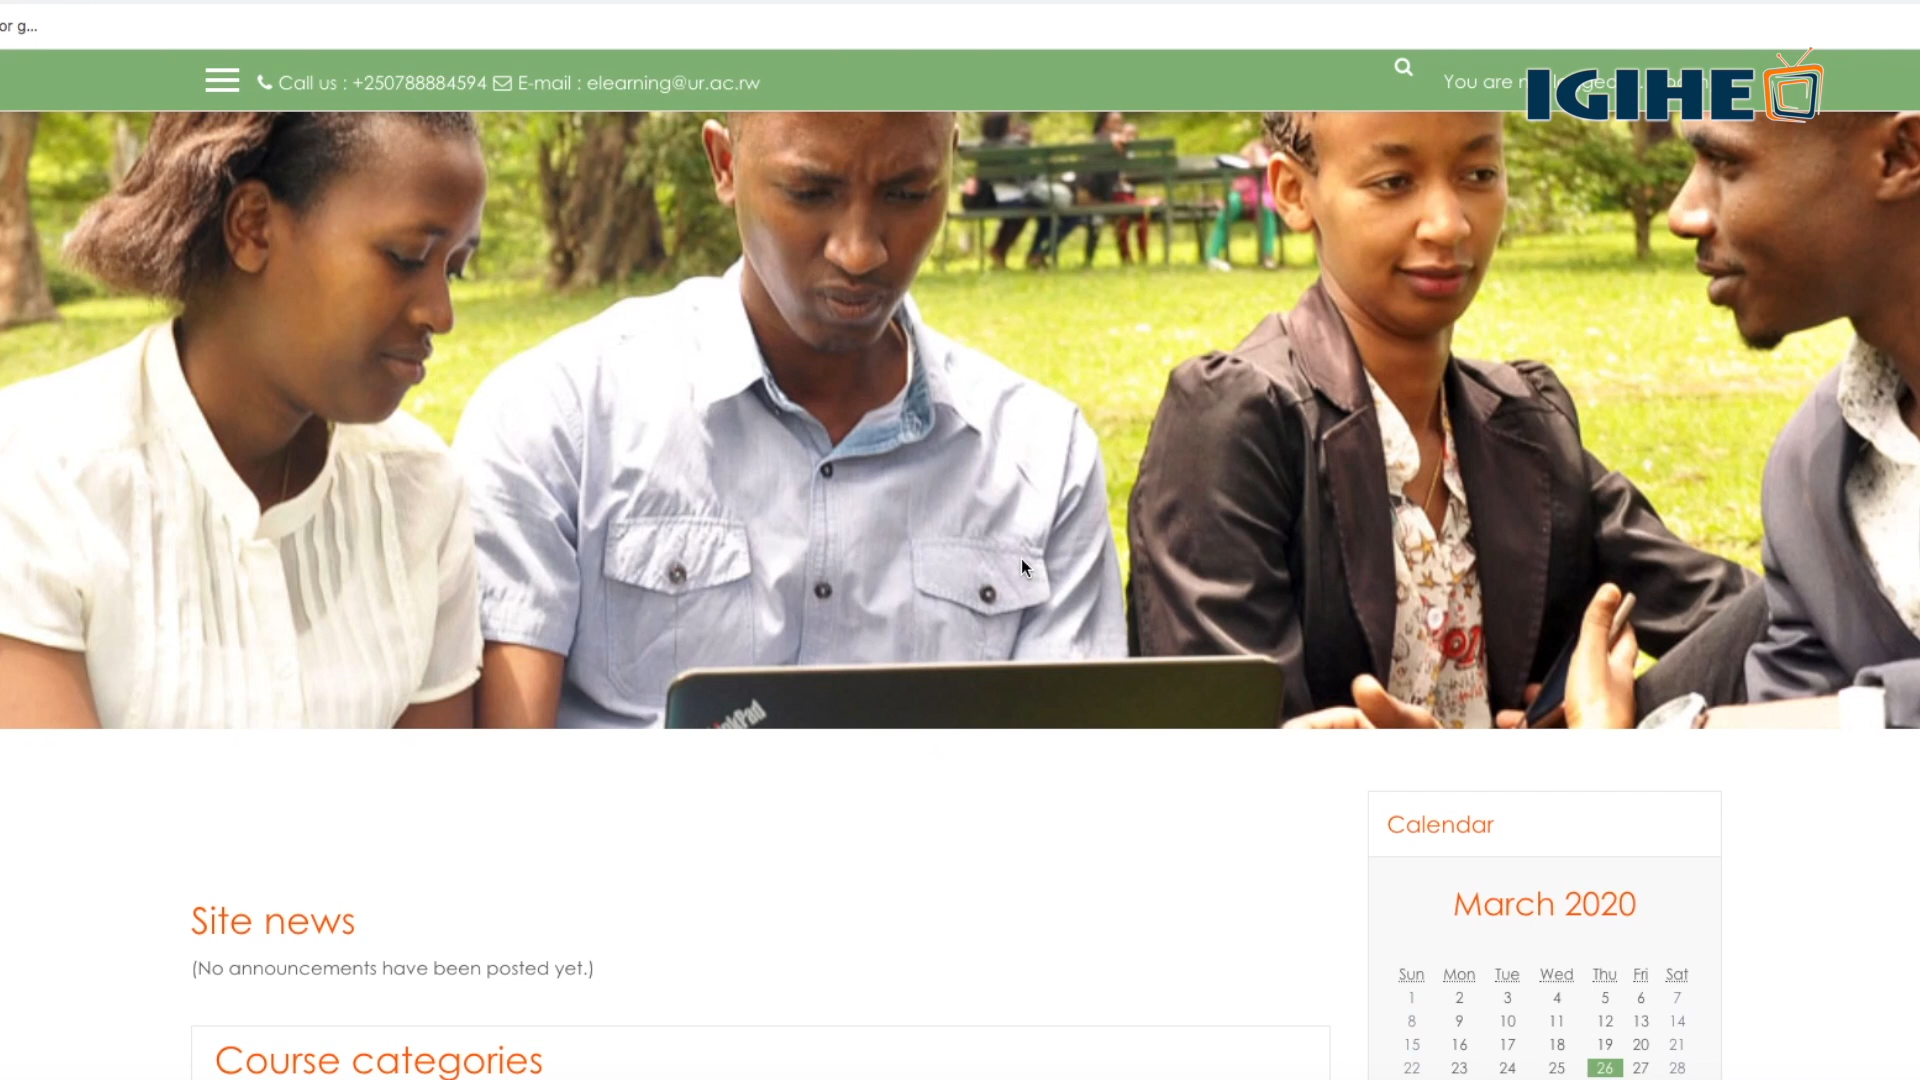 or g...
Call us : +250788884594 E-mail : elearning@ur.ac.rw
You are
IGIHE
Site news
(No announcements have been posted yet.)
Course categories
Calendar
March 2020
Sun Mon Tue Wed Thu Fri Sat
1 2 3 4 5 6 7
8 9 10 11 12 13 14
15 16 17 18 19 20 21
22 23 24 25 26 27 28